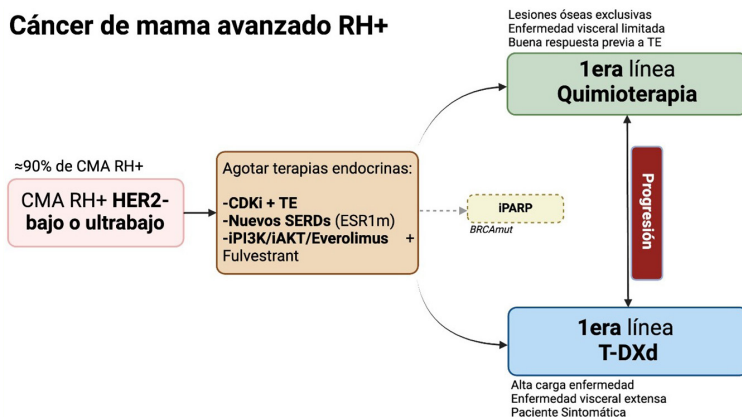 Cáncer de mama avanzado RH+
Lesiones óseas exclusivas
Enfermedad visceral limitada
Buena respuesta previa a TE
1era línea
Quimioterapia
≈90% de CMA RH+
CMA RH+ HER2-
bajo o ultrabajo
Agotar terapias endocrinas:
-CDKi + TE
-Nuevos SERDs (ESR1m)
-iPI3K/iAKT/Everolimus +
Fulvestrant
iPARP
BRCAmut
Progresión
1era línea
T-DXd
Alta carga enfermedad
Enfermedad visceral extensa
Paciente Sintomática